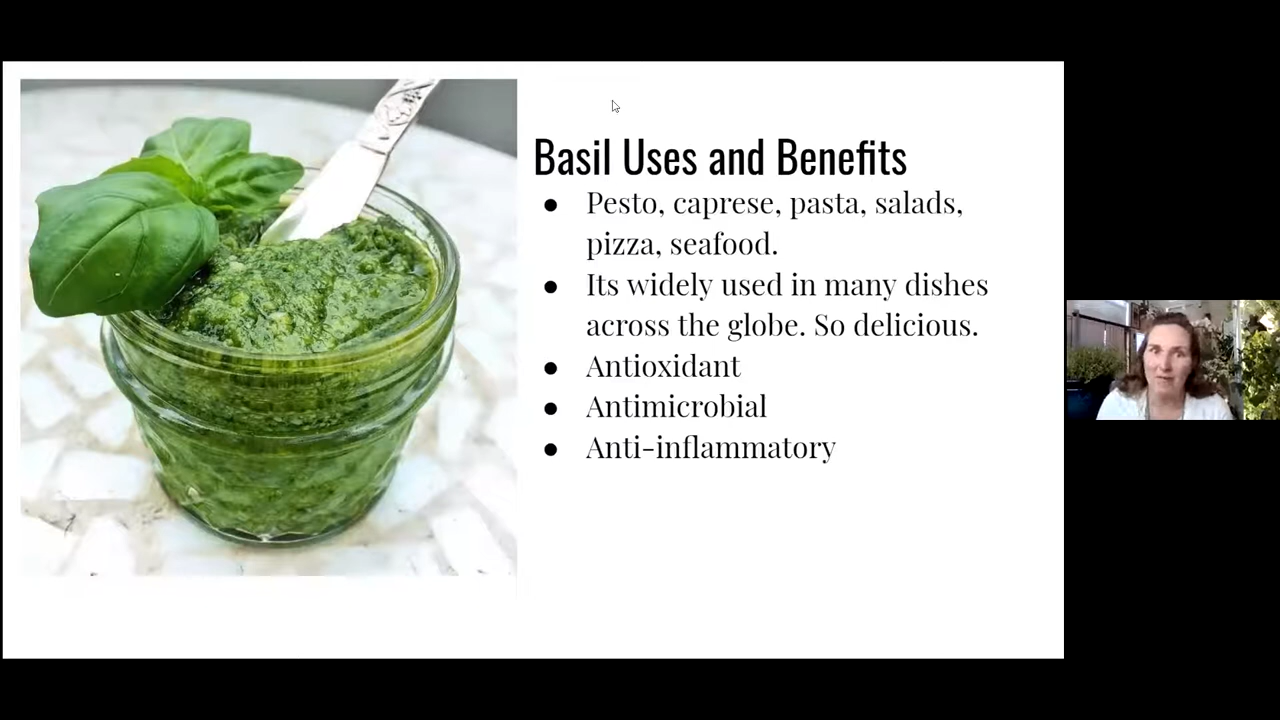 Basil Uses and Benefits
● Pesto, caprese, pasta, salads,
pizza, seafood.
● Its widely used in many dishes
across the globe. So delicious.
● Antioxidant
● Antimicrobial
● Anti-inflammatory